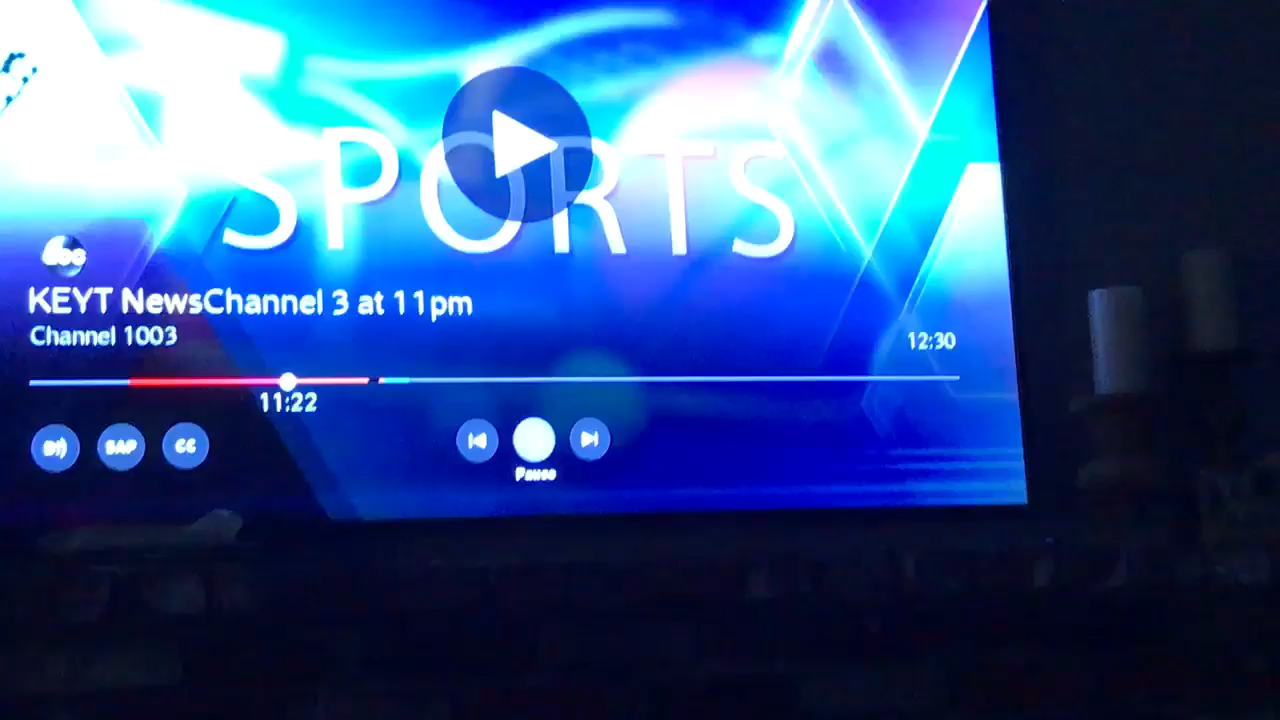 SPORTS
abc
KEYT NewsChannel 3 at 11pm
Channel 1003
12:30
11:22
SAP
CC
Pause